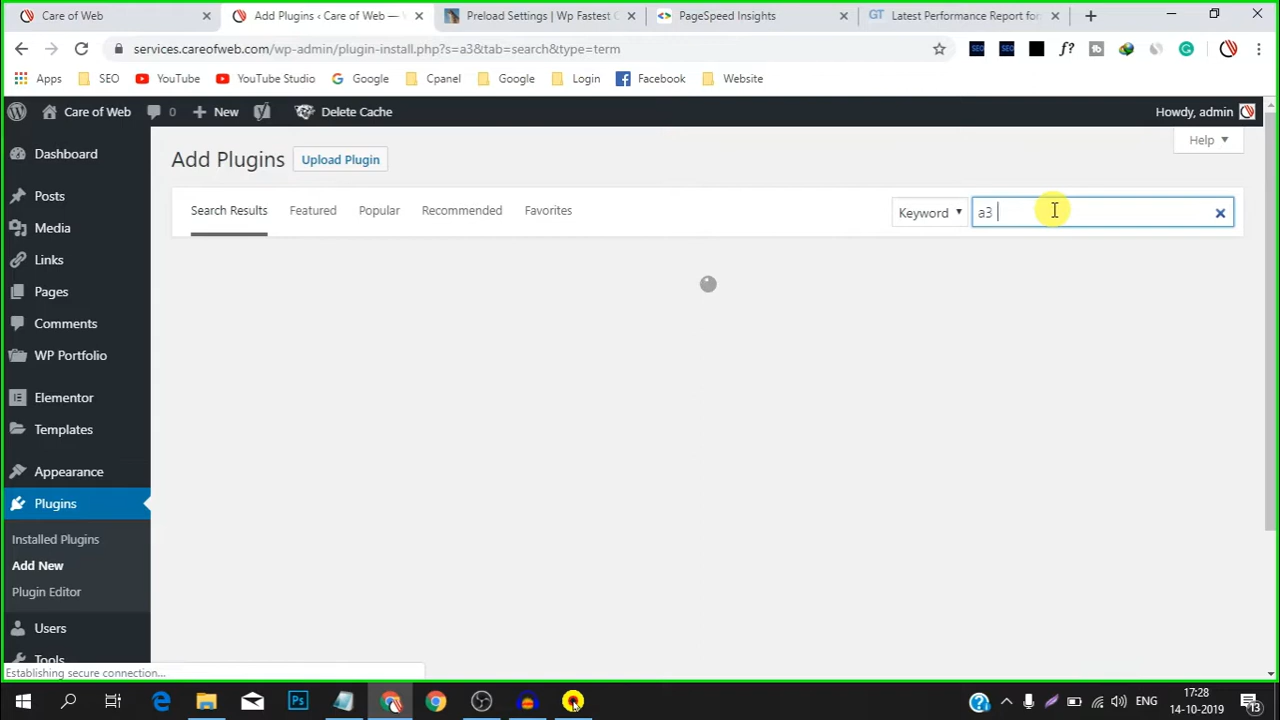 Care of Web
Add Plugins ‹ Care of Web —
Preload Settings | Wp Fastest C
PageSpeed Insights
GT Latest Performance Report for
services.careofweb.com/wp-admin/plugin-install.php?s=a3&tab=search&type=term
Apps SEO YouTube YouTube Studio Google Cpanel Google Login Facebook Website
Care of Web 0 New Delete Cache Howdy, admin
Help
Dashboard
Posts
Media
Links
Pages
Comments
WP Portfolio
Elementor
Templates
Appearance
Plugins
Installed Plugins
Add New
Plugin Editor
Users
Tools
Add Plugins Upload Plugin
Search Results Featured Popular Recommended Favorites
Keyword a3
Establishing secure connection...
ENG
17:28
14-10-2019
13